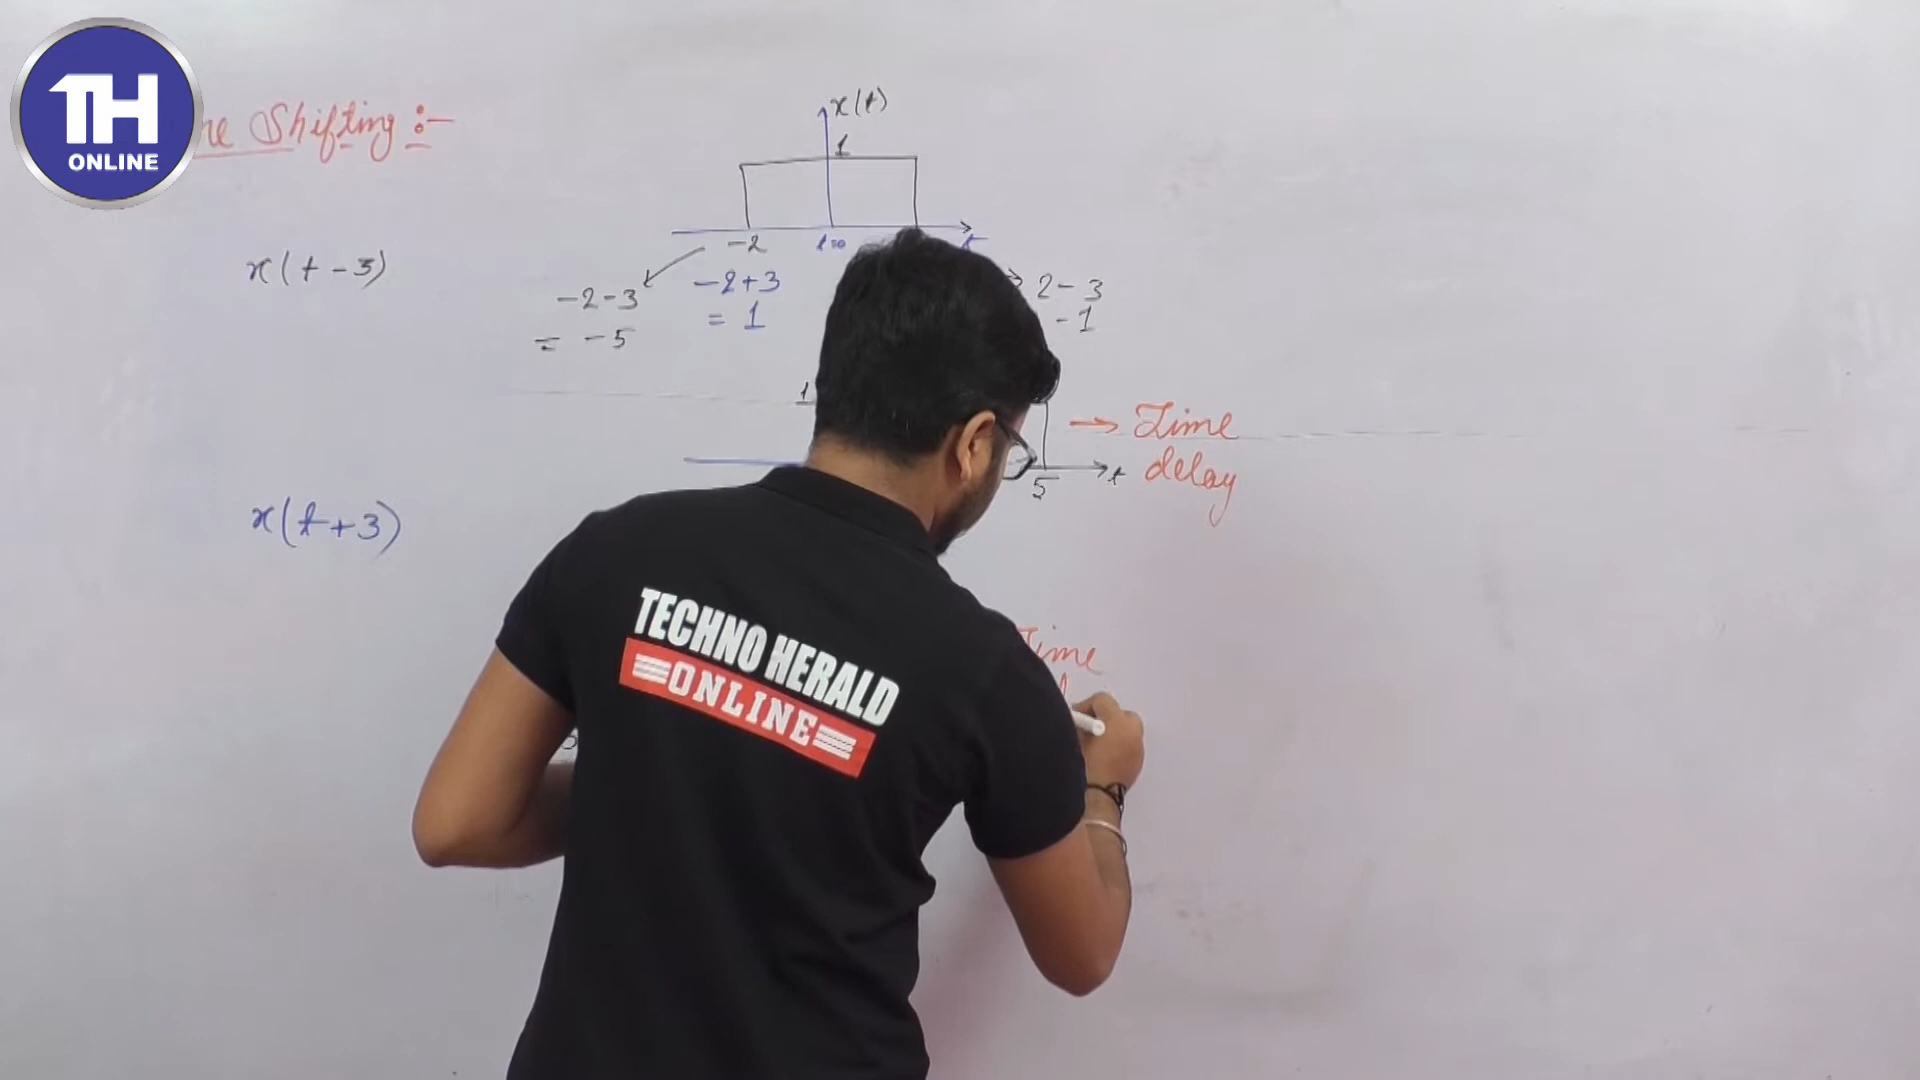 TH
ONLINE
Shifting :-
x(t)
1
-2
t=0
t
x(t-3)
-2-3
= -5
-2+3
= 1
2-3
-1
1
5
t
Time
delay
x(t+3)
Time
TECHNO HERALD
ONLINE